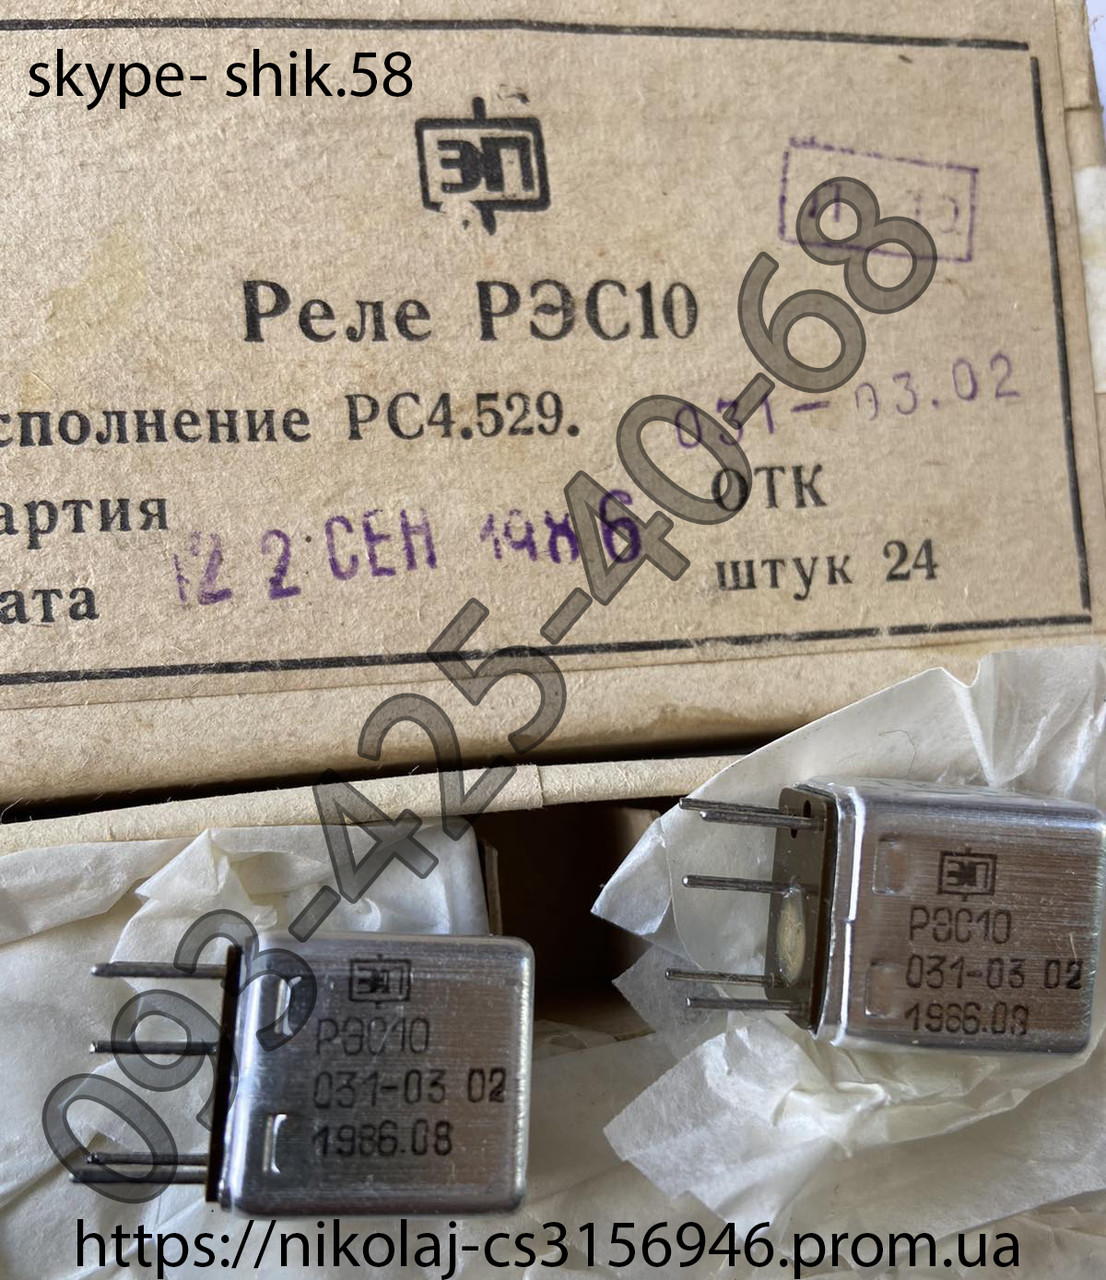 skype- shik.58
ЭП
Реле РЭС10
сполнение РС4.529. 031-03.02
артия
ОТК
22 СЕН 1986
ата
штук 24
093-425-40-68
ЭП
РЭС10
031-03 02
1986.08
ЭП
РЭС10
031-03 02
1986.08
https://nikolaj-cs3156946.prom.ua